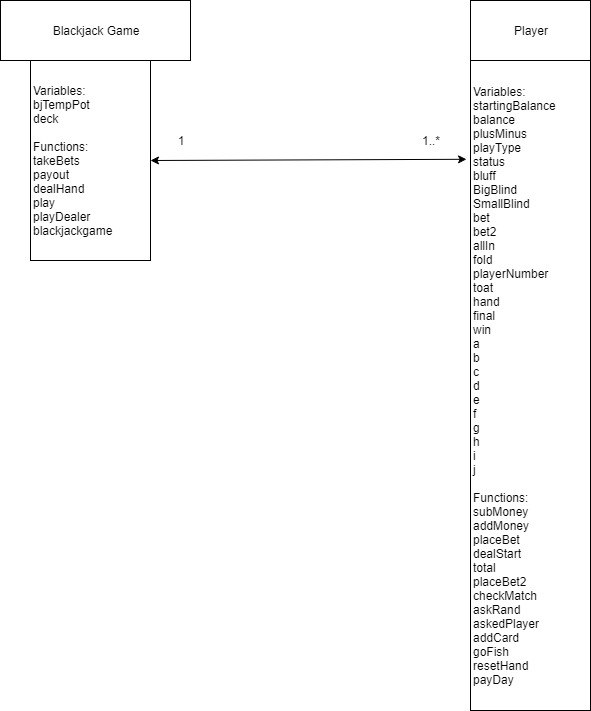 Blackjack Game
Variables:
bjTempPot
deck
Functions:
takeBets
payout
dealHand
play
playDealer
blackjackgame
1
1..*
Player
Variables:
startingBalance
balance
plusMinus
playType
status
bluff
BigBlind
SmallBlind
bet
bet2
allIn
fold
playerNumber
toat
hand
final
win
a
b
c
d
e
f
g
h
i
j
Functions:
subMoney
addMoney
placeBet
dealStart
total
placeBet2
checkMatch
askRand
askedPlayer
addCard
goFish
resetHand
payDay